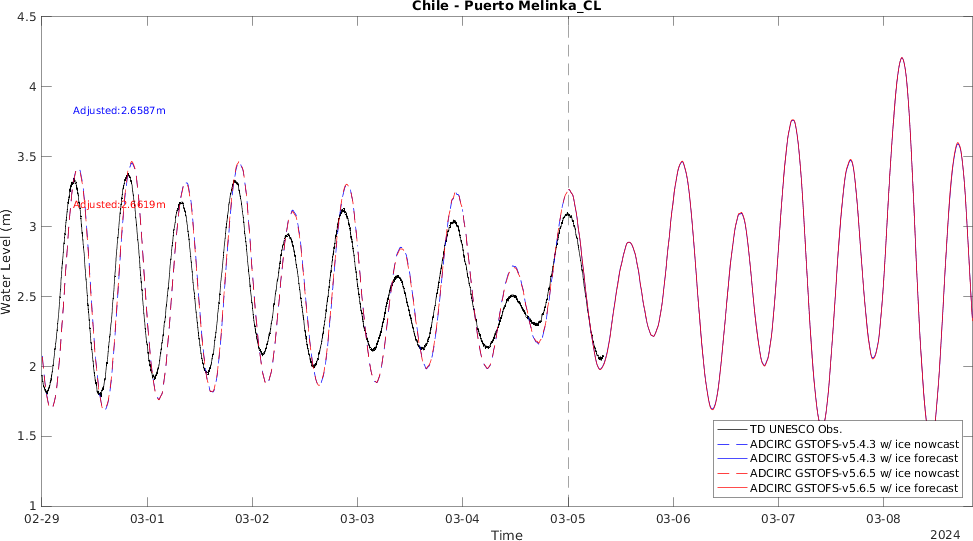 Chile - Puerto Melinka_CL
4.5
4
3.5
3
2.5
2
1.5
1
Water Level (m)
Adjusted:2.6587m
Adjusted:2.6619m
TD UNESCO Obs.
ADCIRC GSTOFS-v5.4.3 w/ ice nowcast
ADCIRC GSTOFS-v5.4.3 w/ ice forecast
ADCIRC GSTOFS-v5.6.5 w/ ice nowcast
ADCIRC GSTOFS-v5.6.5 w/ ice forecast
02-29 03-01 03-02 03-03 03-04 03-05 03-06 03-07 03-08
Time
2024